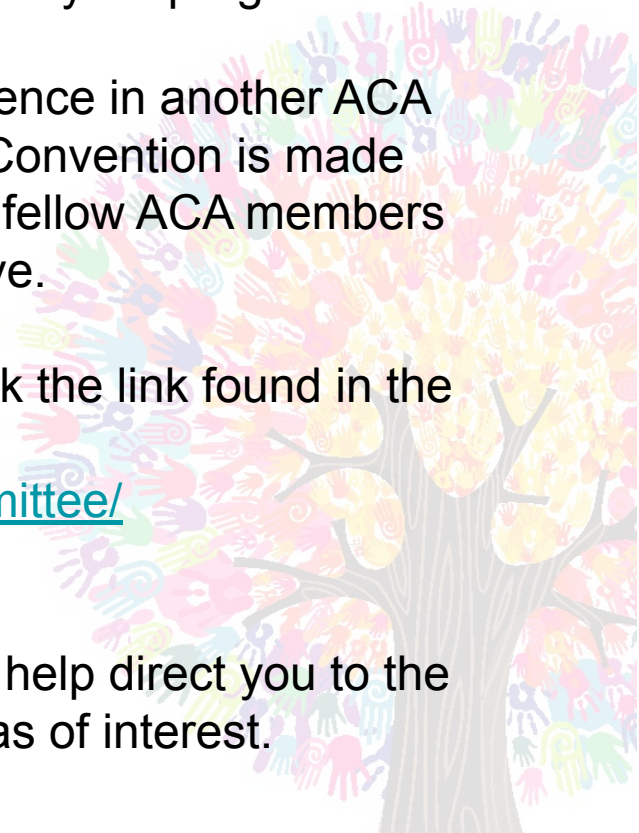 ence in another ACA
Convention is made
fellow ACA members
ve.
k the link found in the
mittee/
help direct you to the
as of interest.